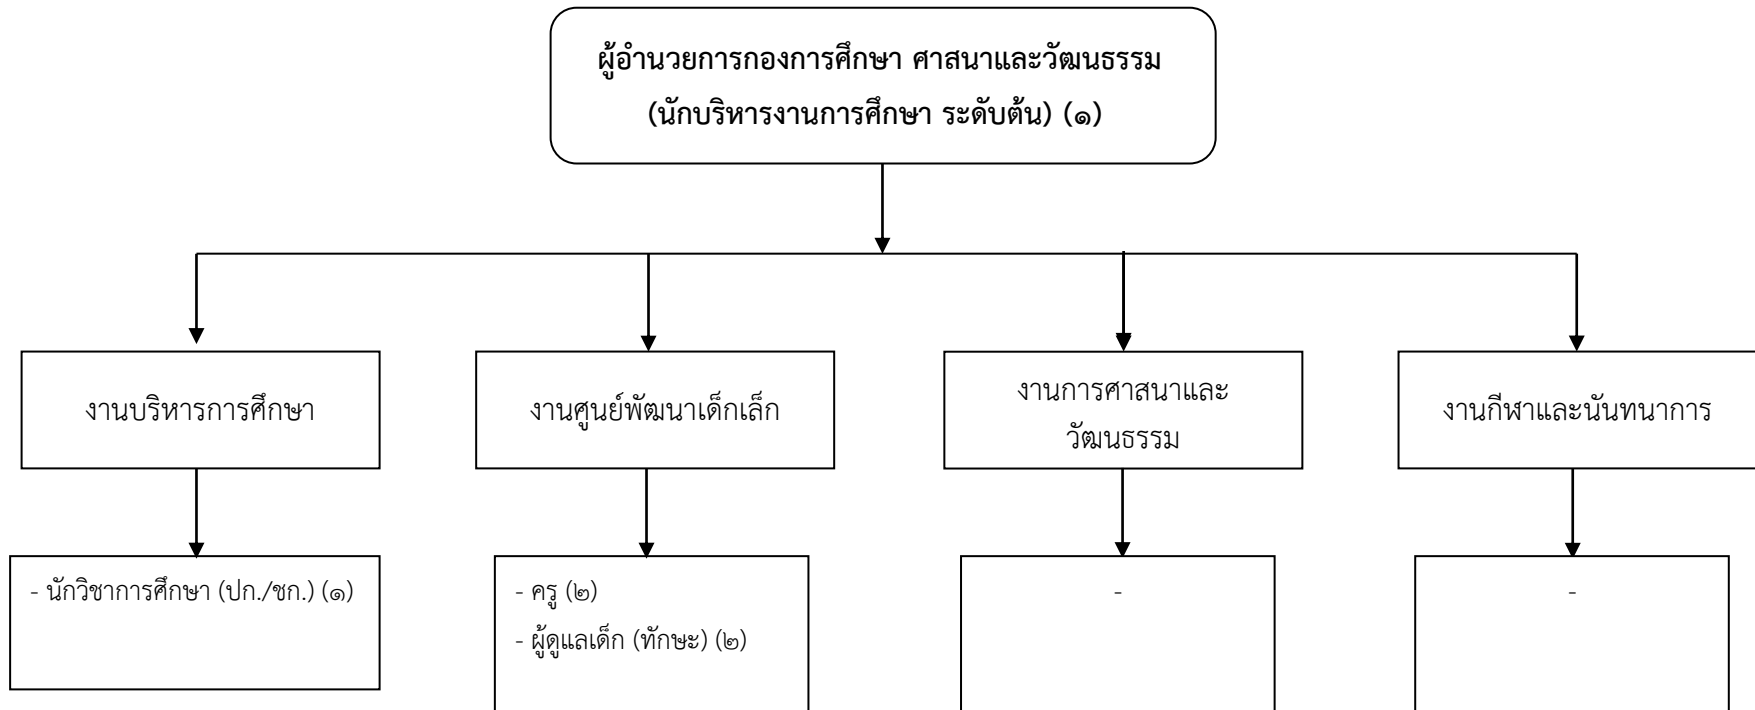 ผู้อำนวยการกองการศึกษา ศาสนาและวัฒนธรรม
(นักบริหารงานการศึกษา ระดับต้น) (๑)
งานบริหารการศึกษา
งานศูนย์พัฒนาเด็กเล็ก
งานการศาสนาและ
วัฒนธรรม
งานกีฬาและนันทนาการ
- นักวิชาการศึกษา (ปก./ชก.) (๑)
- ครู (๒)
- ผู้ดูแลเด็ก (ทักษะ) (๒)
-
-